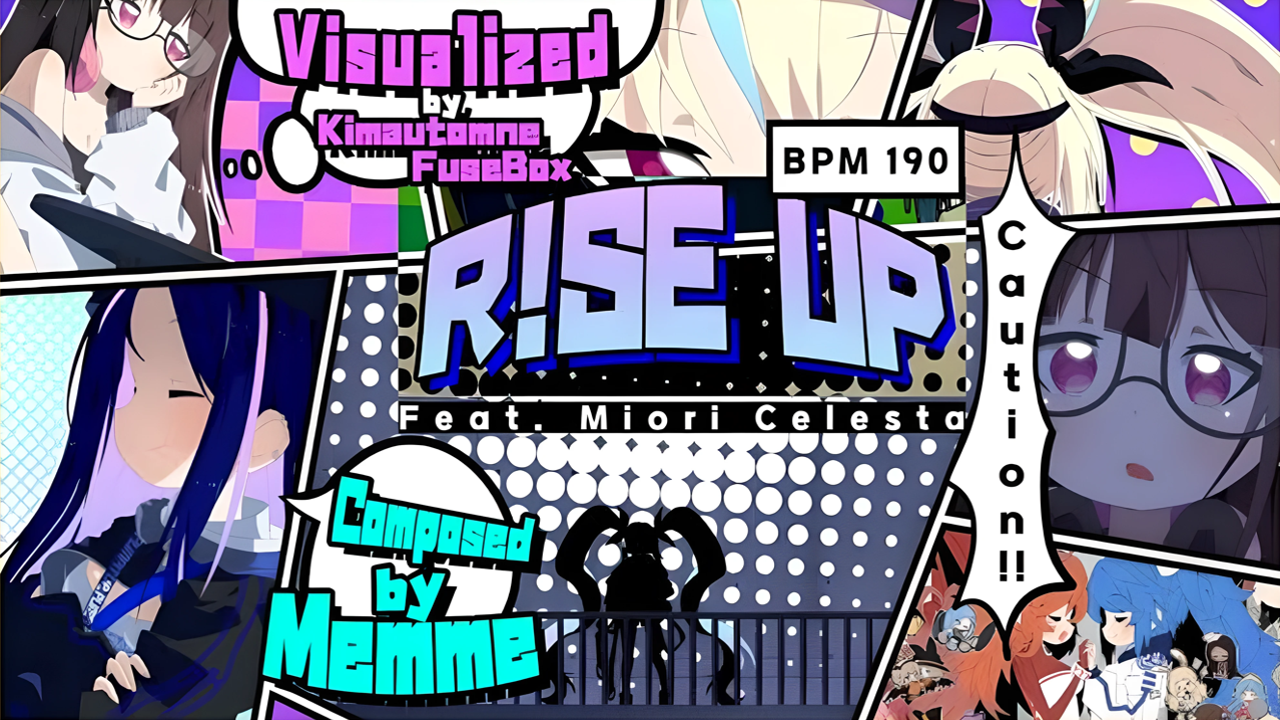 Visualized
by
Kimautomne
FuseBox
BPM 190
R!SE UP
Feat. Miori Celesta
Caution!!
Composed
by
Memme